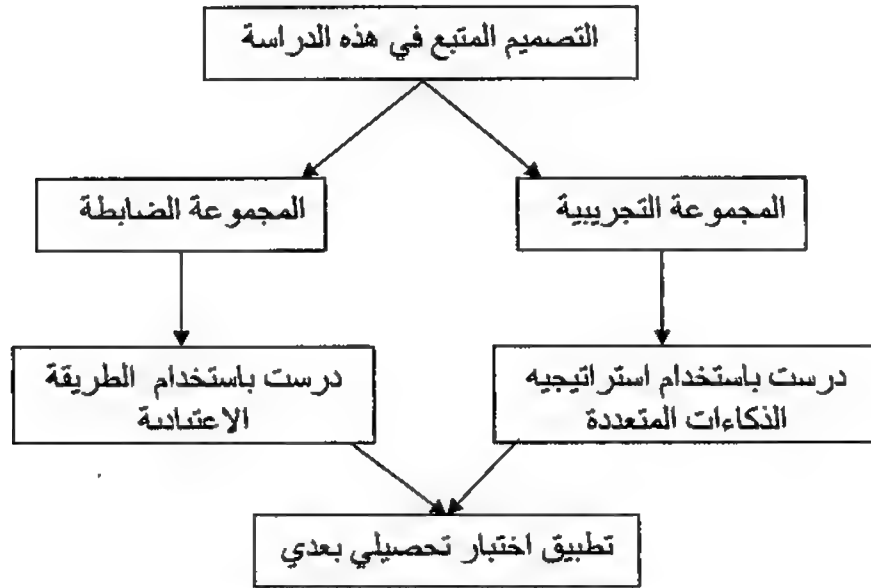 التصميم المتبع في هذه الدراسة
المجموعة التجريبية
المجموعة الضابطة
درست باستخدام استراتيجيه
الذكاءات المتعددة
درست باستخدام الطريقة
الاعتيادية
تطبيق اختبار تحصيلي بعدي